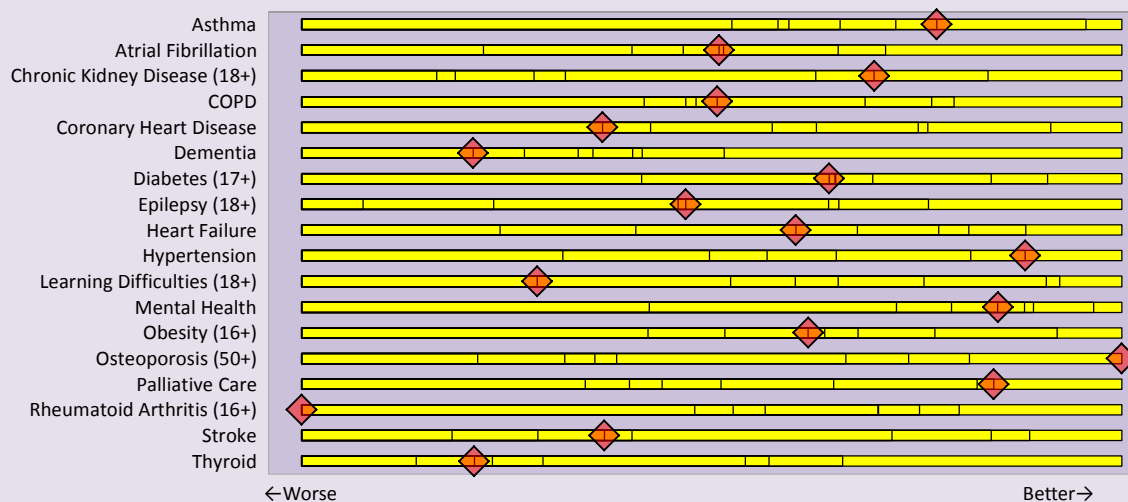 Asthma
Atrial Fibrillation
Chronic Kidney Disease (18+)
COPD
Coronary Heart Disease
Dementia
Diabetes (17+)
Epilepsy (18+)
Heart Failure
Hypertension
Learning Difficulties (18+)
Mental Health
Obesity (16+)
Osteoporosis (50+)
Palliative Care
Rheumatoid Arthritis (16+)
Stroke
Thyroid
←Worse Better→